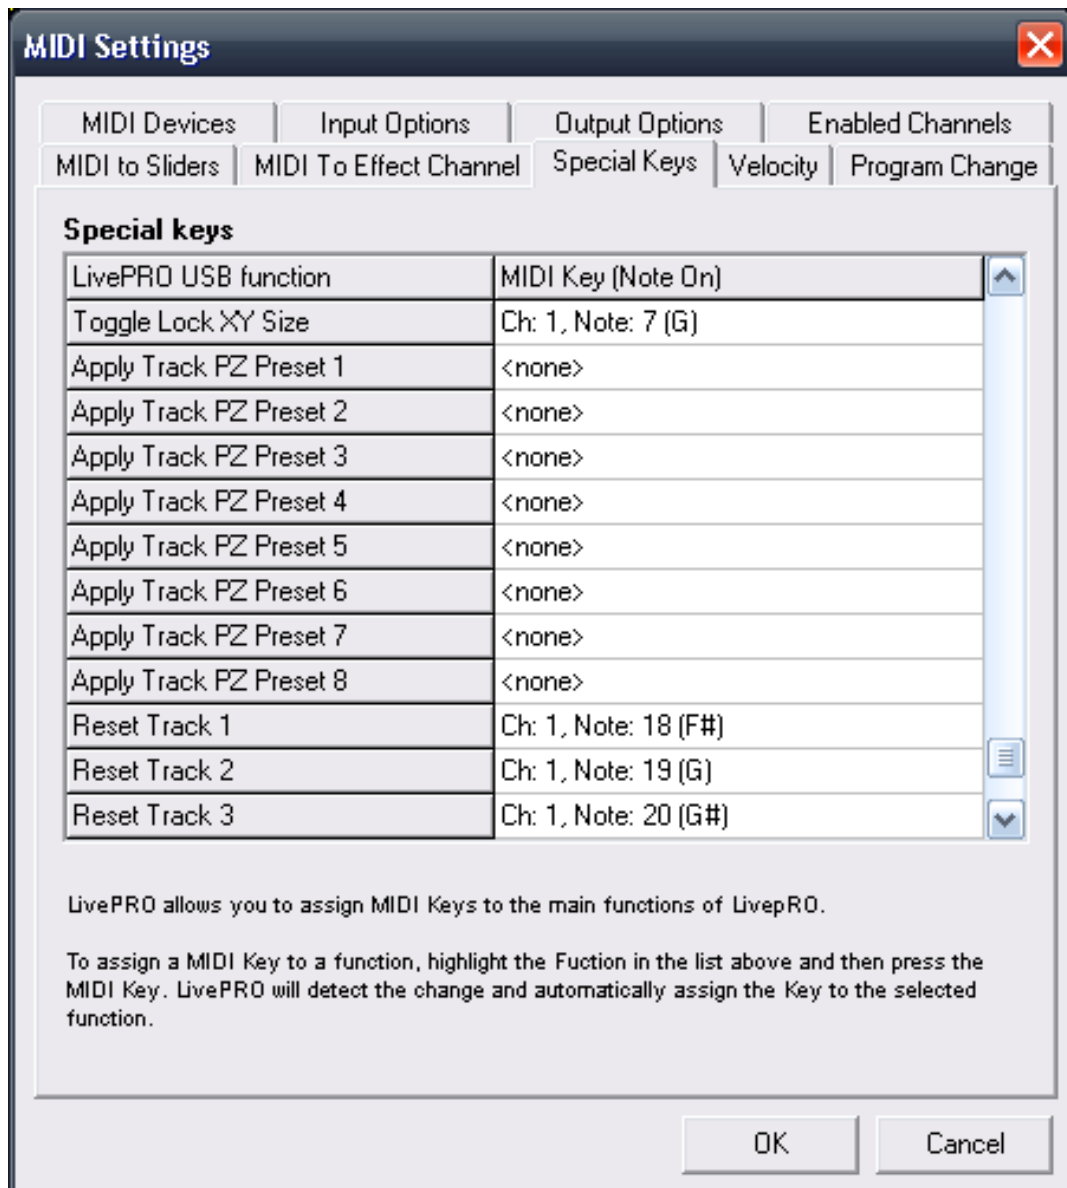 MIDI Settings
MIDI Devices Input Options Output Options Enabled Channels
MIDI to Sliders MIDI To Effect Channel Special Keys Velocity Program Change
Special keys
LivePRO USB function MIDI Key (Note On)
Toggle Lock XY Size Ch: 1, Note: 7 (G)
Apply Track PZ Preset 1 <none>
Apply Track PZ Preset 2 <none>
Apply Track PZ Preset 3 <none>
Apply Track PZ Preset 4 <none>
Apply Track PZ Preset 5 <none>
Apply Track PZ Preset 6 <none>
Apply Track PZ Preset 7 <none>
Apply Track PZ Preset 8 <none>
Reset Track 1 Ch: 1, Note: 18 (F#)
Reset Track 2 Ch: 1, Note: 19 (G)
Reset Track 3 Ch: 1, Note: 20 (G#)
LivePRO allows you to assign MIDI Keys to the main functions of LivepRO.
To assign a MIDI Key to a function, highlight the Fuction in the list above and then press the
MIDI Key. LivePRO will detect the change and automatically assign the Key to the selected
function.
OK Cancel